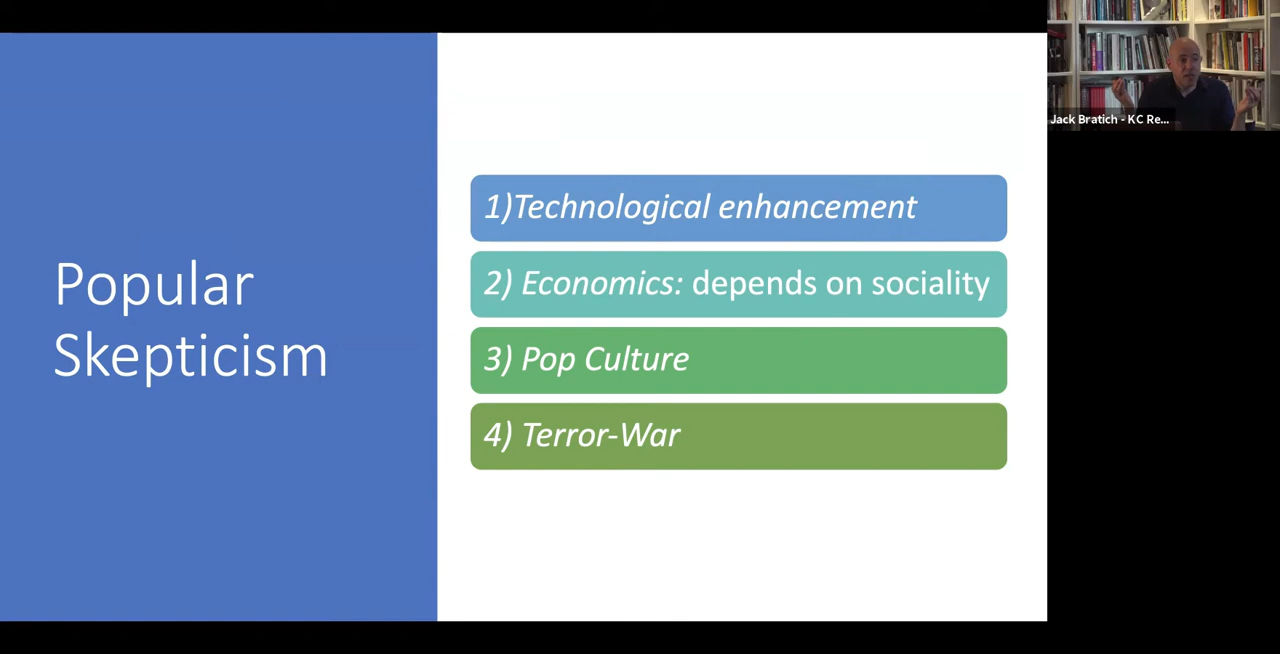 Popular
Skepticism
1)Technological enhancement
2) Economics: depends on sociality
3) Pop Culture
4) Terror-War
Jack Bratich - KC Re...